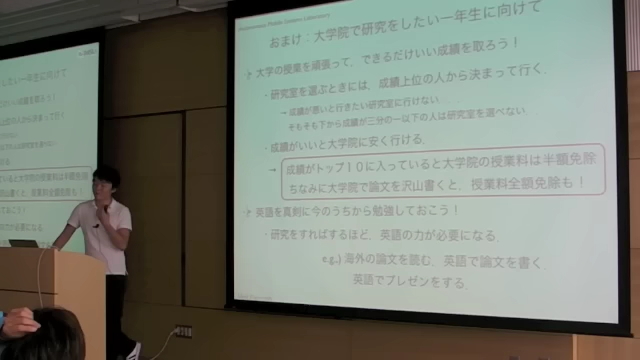 Autonomous Mobile Systems Laboratory
おまけ：大学院で研究をしたい一年生に向けて
大学の授業を頑張って，できるだけいい成績を取ろう！
・研究室を選ぶときには，成績上位の人から決まって行く．
→ 成績が悪いと行きたい研究室に行けない．
そもそも下から成績が三分の一以下の人は研究室を選べない．
・成績がいいと大学院に安く行ける．
→ 成績がトップ１０に入っていると大学院の授業料は半額免除
ちなみに大学院で論文を沢山書くと、授業料全額免除も！
英語を真剣に今のうちから勉強しておこう！
・研究をすればするほど，英語の力が必要になる．
e.g.) 海外の論文を読む，英語で論文を書く，
英語でプレゼンをする．